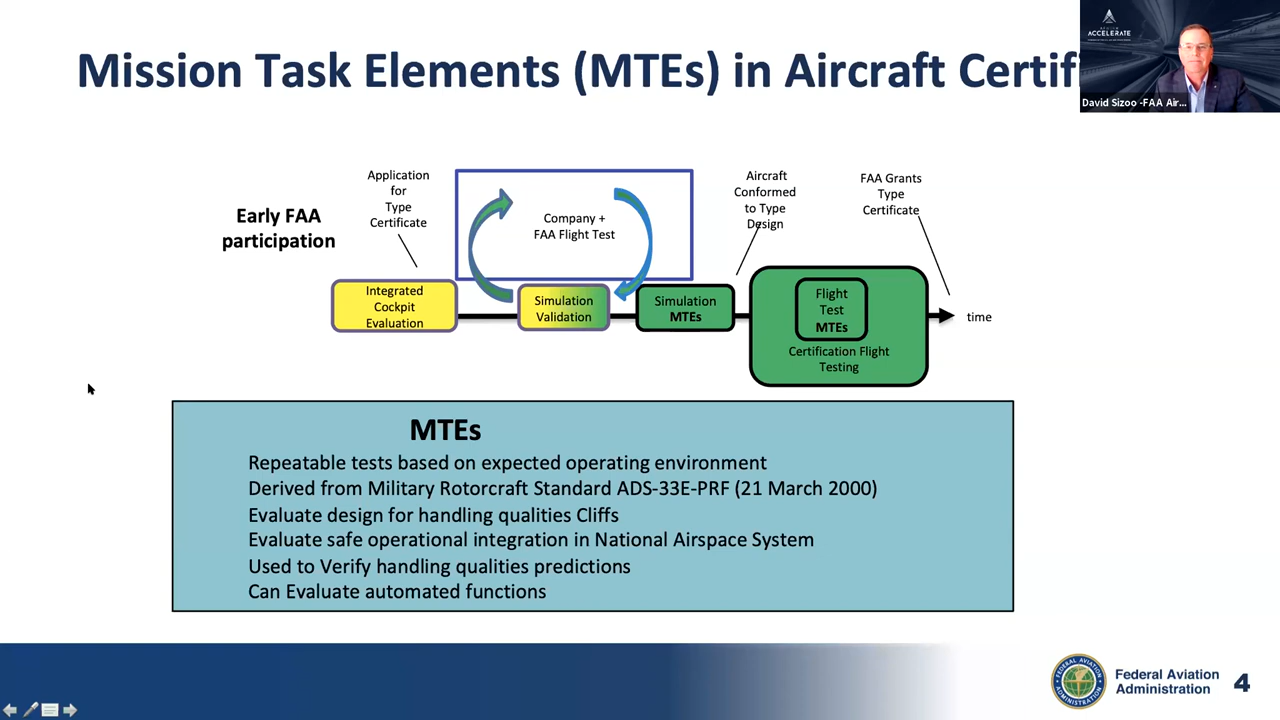 Mission Task Elements (MTEs) in Aircraft Certif
ACCELERATE
David Sizoo -FAA Air...
Early FAA
participation
Application
for
Type
Certificate
Company +
FAA Flight Test
Aircraft
Conformed
to Type
Design
FAA Grants
Type
Certificate
Integrated
Cockpit
Evaluation
Simulation
Validation
Simulation
MTEs
Flight
Test
MTEs
Certification Flight
Testing
time
MTEs
Repeatable tests based on expected operating environment
Derived from Military Rotorcraft Standard ADS-33E-PRF (21 March 2000)
Evaluate design for handling qualities Cliffs
Evaluate safe operational integration in National Airspace System
Used to Verify handling qualities predictions
Can Evaluate automated functions
Federal Aviation
Administration
4